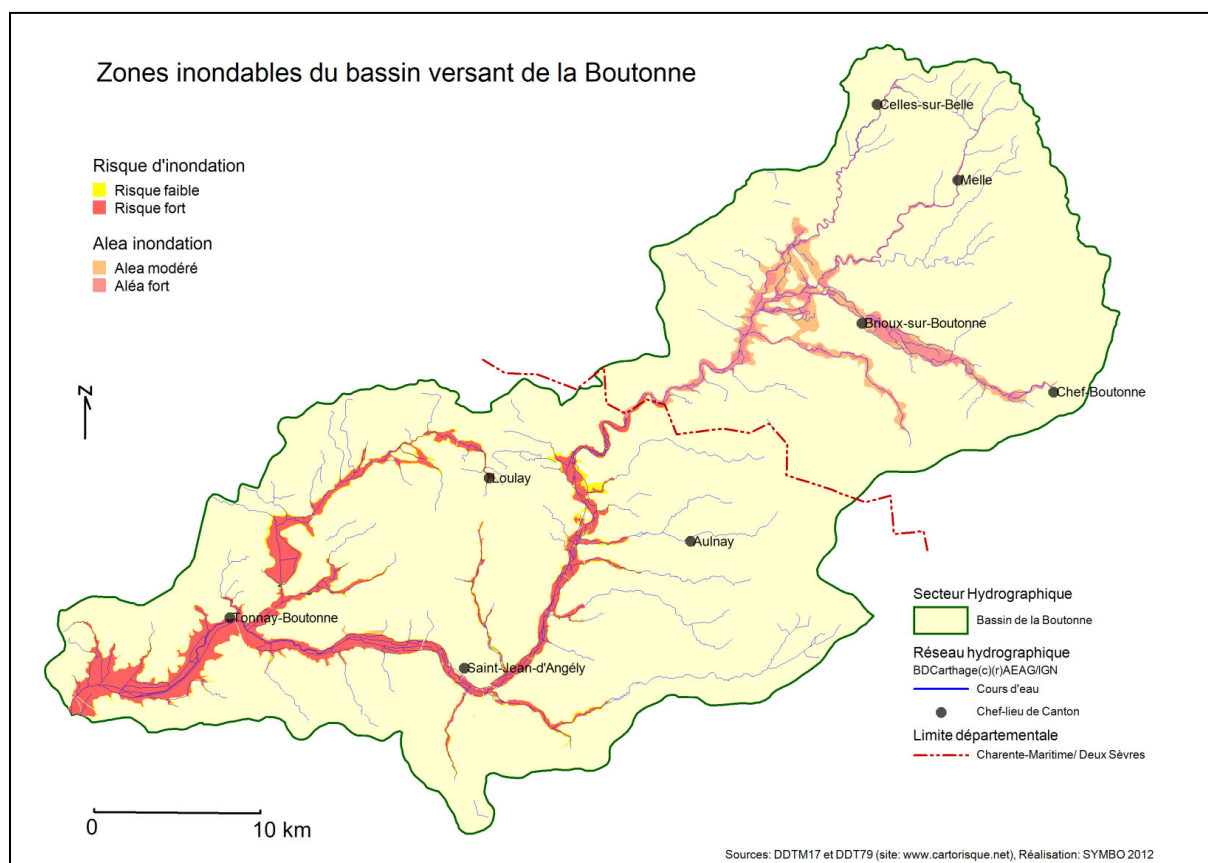 Zones inondables du bassin versant de la Boutonne
Risque d'inondation
Risque faible
Risque fort
Alea inondation
Alea modéré
Aléa fort
Celles-sur-Belle
Melle
Brioux-sur-Boutonne
Chef-Boutonne
Z
Loulay
Aulnay
Tonnay-Boutonne
Saint-Jean-d'Angély
Secteur Hydrographique
Bassin de la Boutonne
Réseau hydrographique
BDCarthage(c)(r)AEAG/IGN
Cours d'eau
Chef-lieu de Canton
Limite départementale
Charente-Maritime/ Deux Sèvres
0 10 km
Sources: DDTM17 et DDT79 (site: www.cartorisque.net), Réalisation: SYMBO 2012